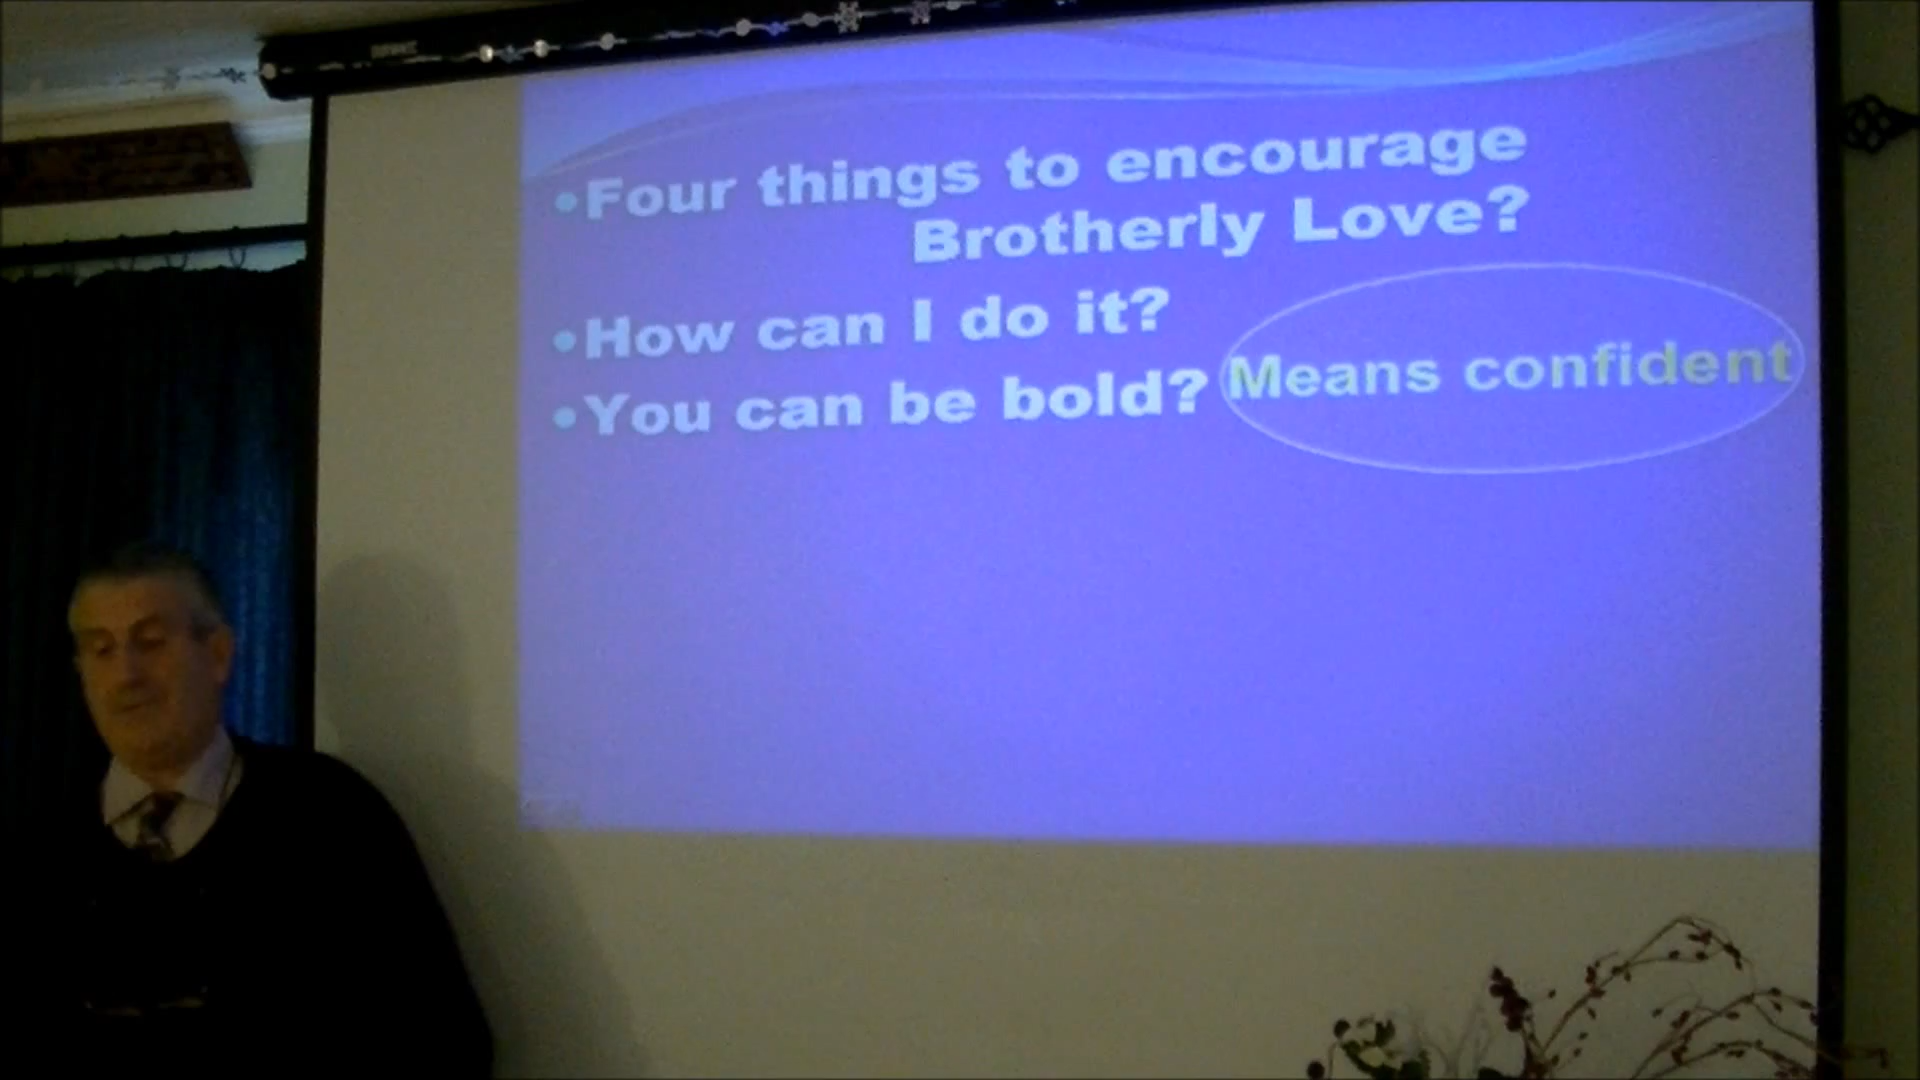 •Four things to encourage
Brotherly Love?
•How can I do it?
•You can be bold? Means confident